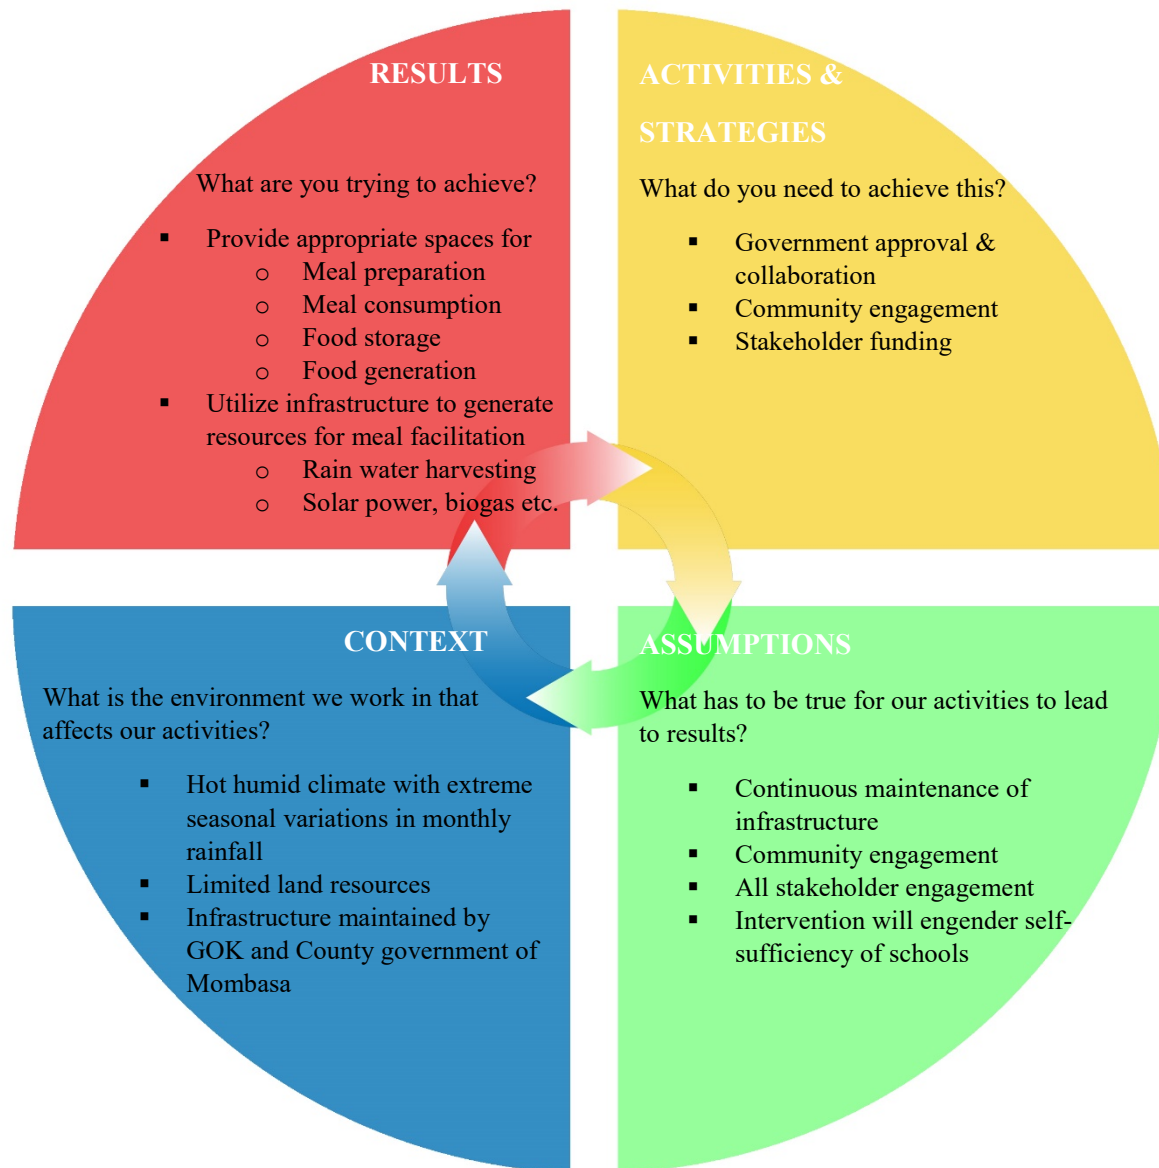 RESULTS
What are you trying to achieve?
▪ Provide appropriate spaces for
o Meal preparation
o Meal consumption
o Food storage
o Food generation
▪ Utilize infrastructure to generate
resources for meal facilitation
o Rain water harvesting
o Solar power, biogas etc.
ACTIVITIES &
STRATEGIES
What do you need to achieve this?
▪ Government approval &
collaboration
▪ Community engagement
▪ Stakeholder funding
CONTEXT
What is the environment we work in that
affects our activities?
▪ Hot humid climate with extreme
seasonal variations in monthly
rainfall
▪ Limited land resources
▪ Infrastructure maintained by
GOK and County government of
Mombasa
ASSUMPTIONS
What has to be true for our activities to lead
to results?
▪ Continuous maintenance of
infrastructure
▪ Community engagement
▪ All stakeholder engagement
▪ Intervention will engender self-
sufficiency of schools